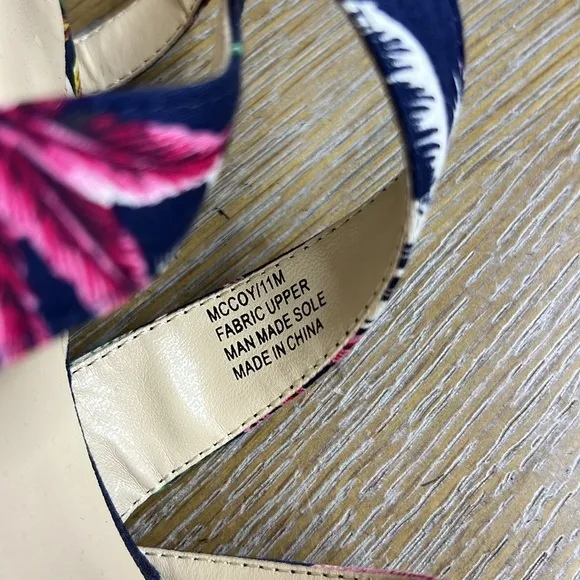 MCCOY/11M
FABRIC UPPER
MAN MADE SOLE
MADE IN CHINA